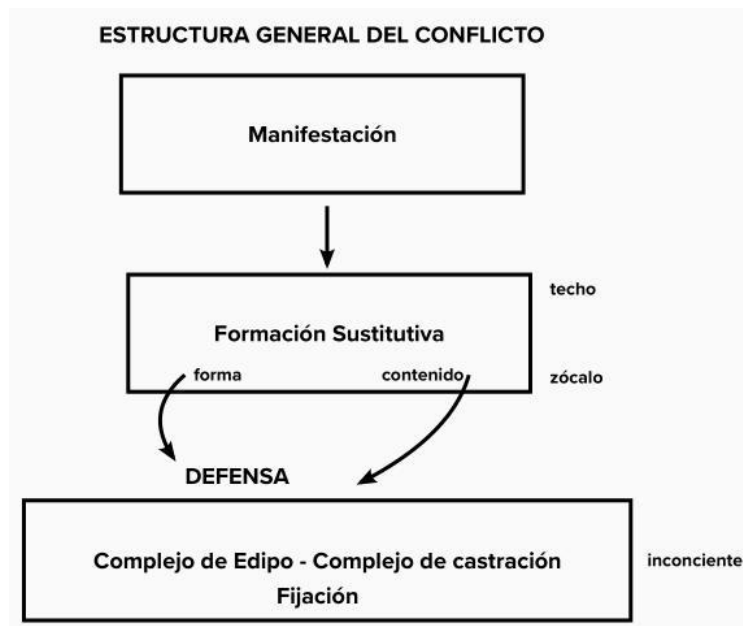 ESTRUCTURA GENERAL DEL CONFLICTO
Manifestación
techo
Formación Sustitutiva
forma contenido zócalo
DEFENSA
Complejo de Edipo - Complejo de castración inconciente
Fijación